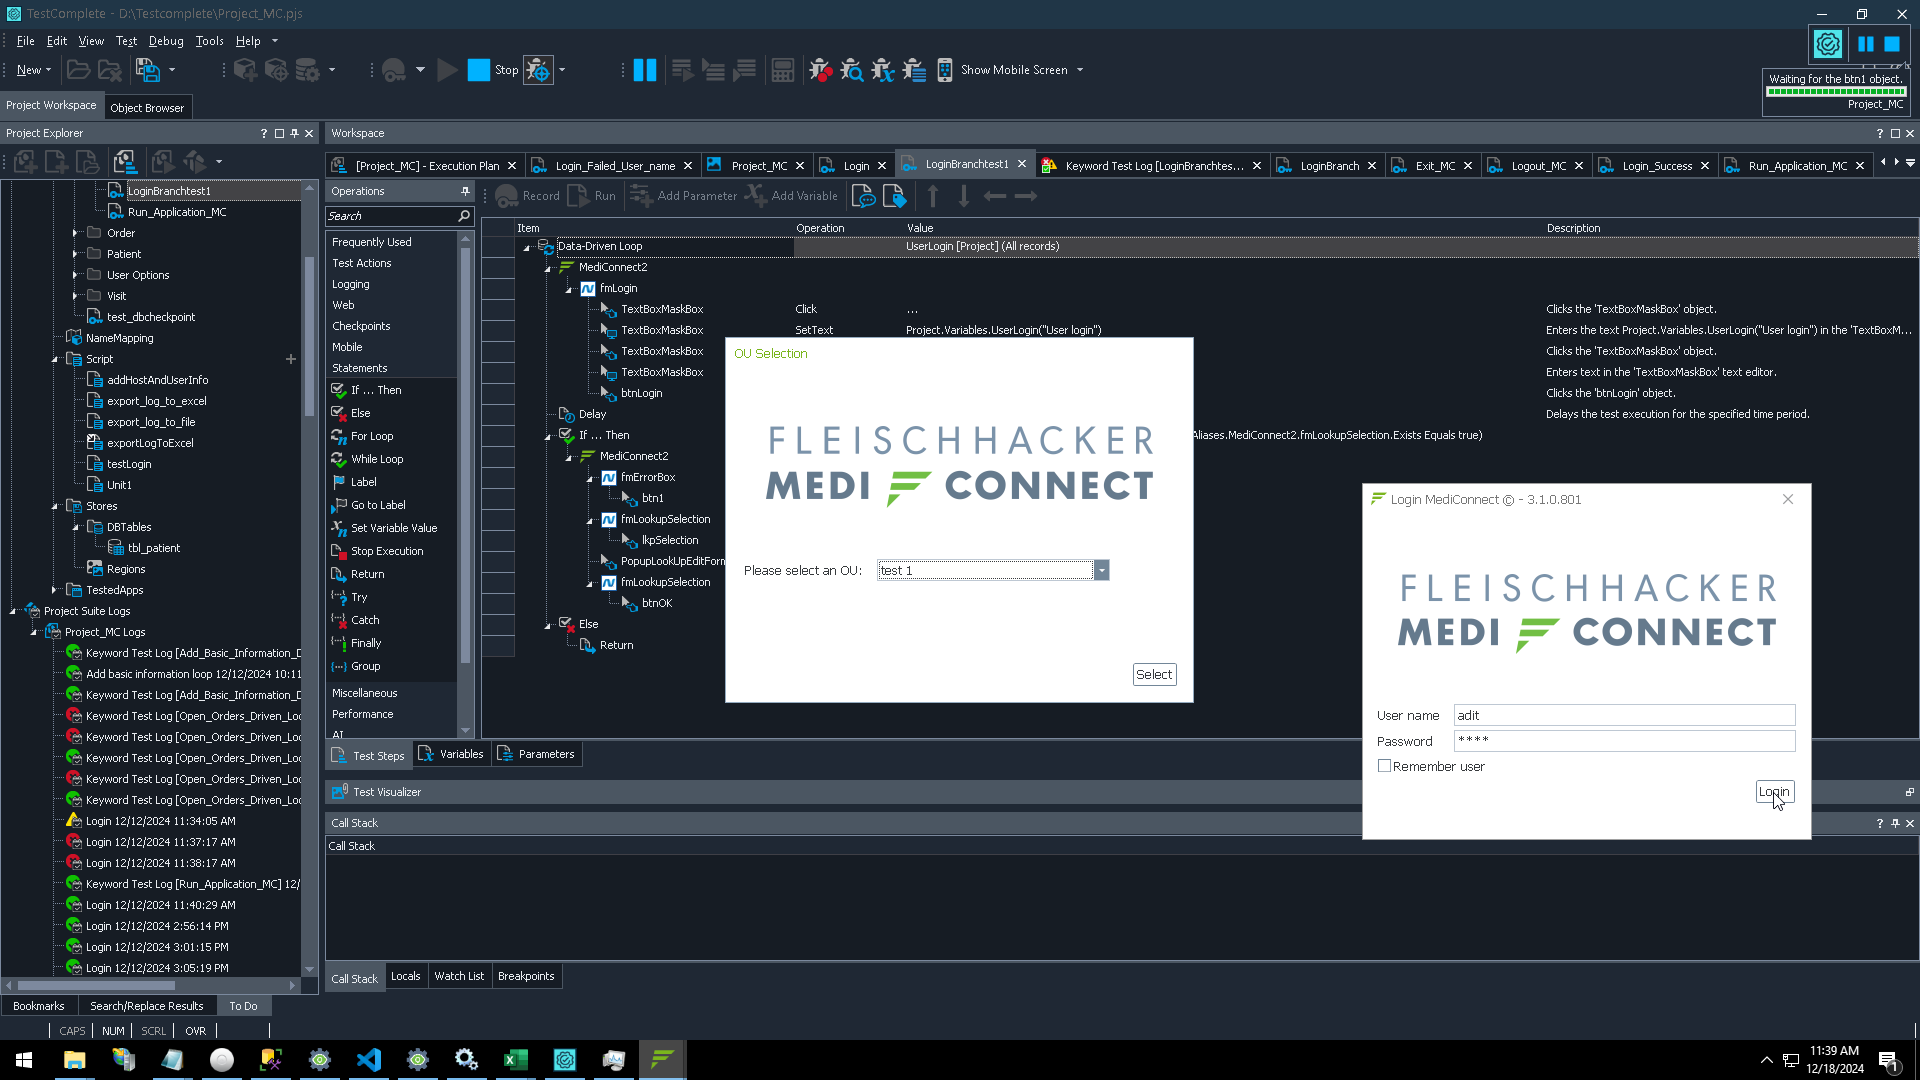 TestComplete - D:\Testcomplete\Project_MC.pjs
File Edit View Test Debug Tools Help
New Stop Show Mobile Screen
Waiting for the btn1 object.
Project_MC
Project Workspace Object Browser
Project Explorer
Workspace
[Project_MC] - Execution Plan Login_Failed_User_name Project_MC Login LoginBranchtest1 Keyword Test Log [LoginBranchtes... LoginBranch Exit_MC Logout_MC Login_Success Run_Application_MC
LoginBranchtest1
Run_Application_MC
Order
Patient
User Options
Visit
test_dbcheckpoint
NameMapping
Script
addHostAndUserInfo
export_log_to_excel
export_log_to_file
exportLogToExcel
testLogin
Unit1
Stores
DBTables
tbl_patient
Regions
TestedApps
Project Suite Logs
Project_MC Logs
Keyword Test Log [Add_Basic_Information_D
Add basic information loop 12/12/2024 10:11
Keyword Test Log [Add_Basic_Information_D
Keyword Test Log [Open_Orders_Driven_Loo
Keyword Test Log [Open_Orders_Driven_Loo
Keyword Test Log [Open_Orders_Driven_Loo
Keyword Test Log [Open_Orders_Driven_Loo
Keyword Test Log [Open_Orders_Driven_Loo
Login 12/12/2024 11:34:05 AM
Login 12/12/2024 11:37:17 AM
Login 12/12/2024 11:38:17 AM
Keyword Test Log [Run_Application_MC] 12/
Login 12/12/2024 11:40:29 AM
Login 12/12/2024 2:56:14 PM
Login 12/12/2024 3:01:15 PM
Login 12/12/2024 3:05:19 PM
Bookmarks Search/Replace Results To Do
CAPS NUM SCRL OVR
Operations
Search
Frequently Used
Test Actions
Logging
Web
Checkpoints
Mobile
Statements
If ... Then
Else
For Loop
While Loop
Label
Go to Label
Set Variable Value
Stop Execution
Return
Try
Catch
Finally
Group
Miscellaneous
Performance
AI
Record Run Add Parameter Add Variable
Item Operation Value Description
Data-Driven Loop UserLogin [Project] (All records)
MediConnect2
fmLogin
TextBoxMaskBox Click ... Clicks the 'TextBoxMaskBox' object.
TextBoxMaskBox SetText Project.Variables.UserLogin("User login") Enters the text Project.Variables.UserLogin("User login") in the 'TextBoxM...
TextBoxMaskBox Clicks the 'TextBoxMaskBox' object.
TextBoxMaskBox Enters text in the 'TextBoxMaskBox' text editor.
btnLogin Clicks the 'btnLogin' object.
Delay Delays the test execution for the specified time period.
If ... Then Aliases.MediConnect2.fmLookupSelection.Exists Equals true)
MediConnect2
fmErrorBox
btn1
fmLookupSelection
lkpSelection
PopupLookUpEditForm
fmLookupSelection
btnOK
Else
Return
OU Selection
FLEISCHHACKER
MEDI CONNECT
Please select an OU: test 1
Select
Login MediConnect © - 3.1.0.801
FLEISCHHACKER
MEDI CONNECT
User name adit
Password ****
Remember user
Login
Test Steps Variables Parameters
Test Visualizer
Call Stack
Call Stack
Call Stack Locals Watch List Breakpoints
11:39 AM
12/18/2024
1